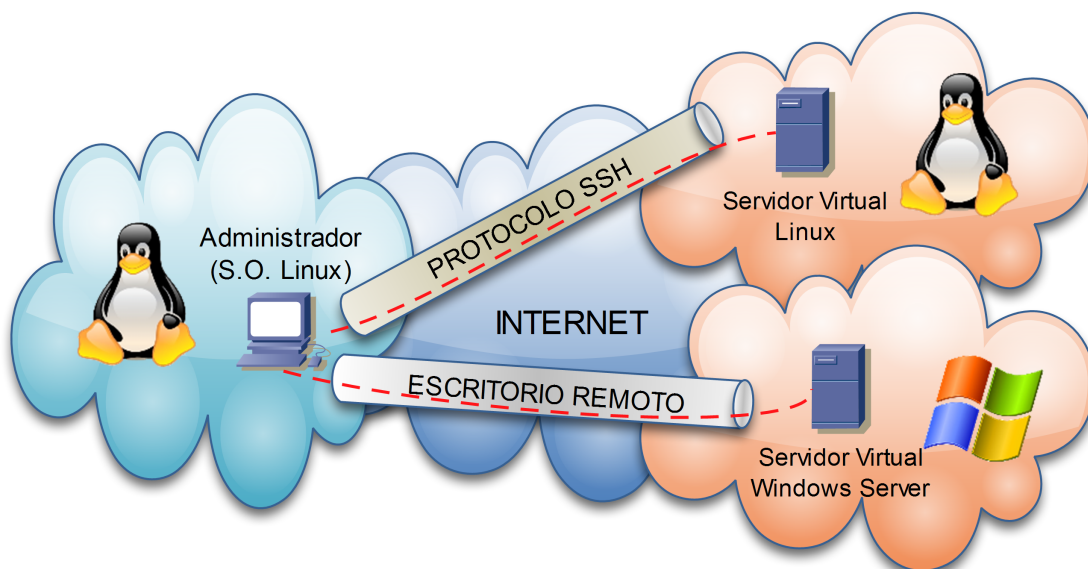 Administrador
(S.O. Linux)
PROTOCOLO SSH
INTERNET
ESCRITORIO REMOTO
Servidor Virtual
Linux
Servidor Virtual
Windows Server